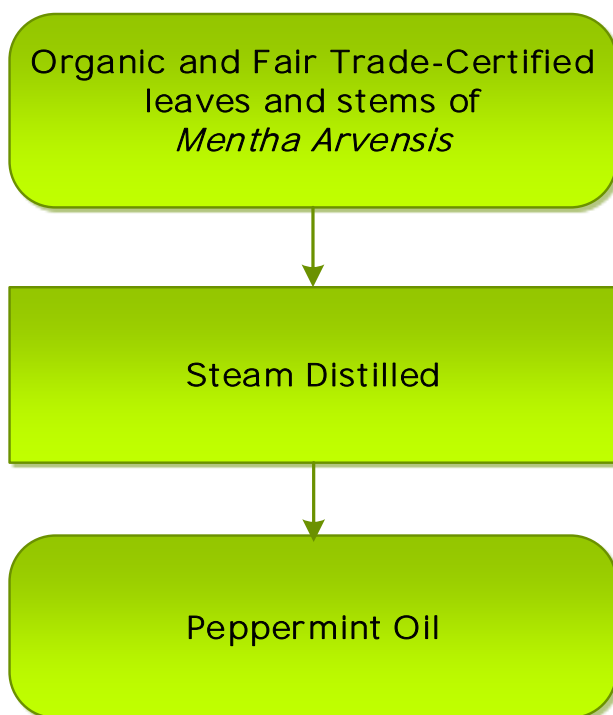 Organic and Fair Trade-Certified
leaves and stems of
Mentha Arvensis
Steam Distilled
Peppermint Oil